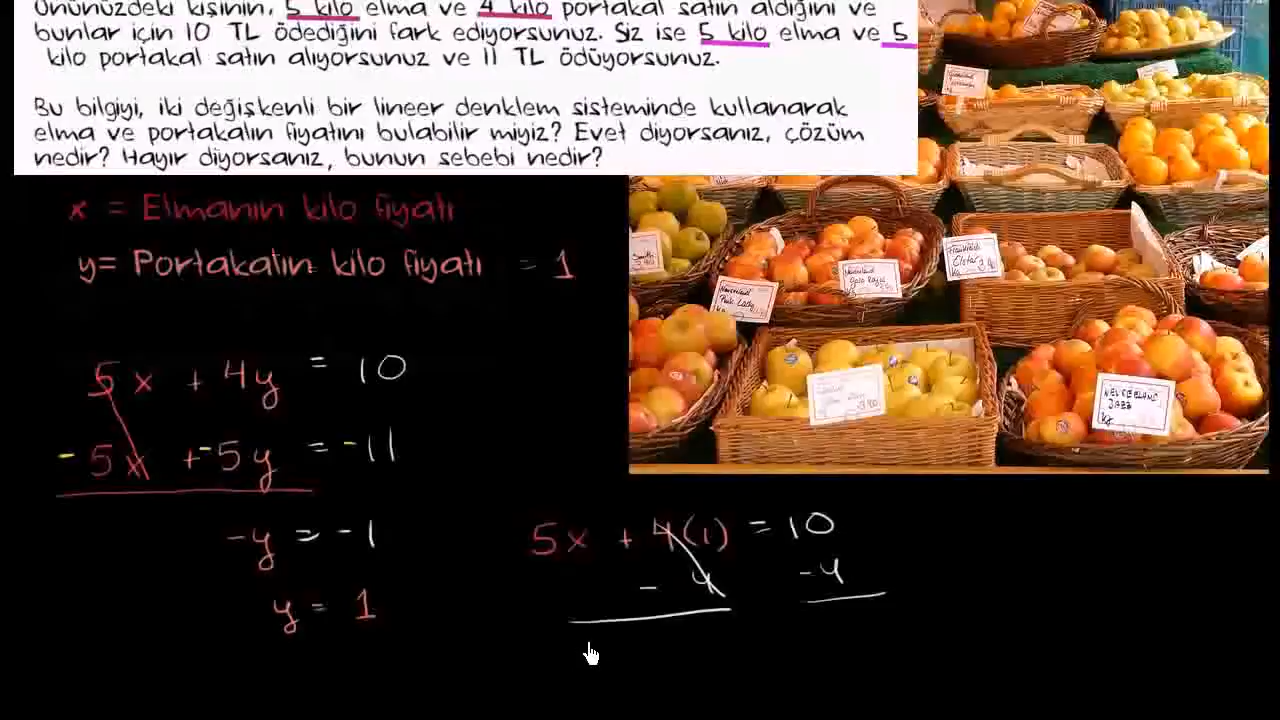 Önünüzdeki kişinin, 5 kilo elma ve 4 kilo portakal satın aldığını ve
bunlar için 10 TL ödediğini fark ediyorsunuz. Siz ise 5 kilo elma ve 5
kilo portakal satın alıyorsunuz ve 11 TL ödüyorsunuz.
Bu bilgiyi, iki değişkenli bir lineer denklem sisteminde kullanarak
elma ve portakalın fiyatını bulabilir miyiz? Evet diyorsanız, çözüm
nedir? Hayır diyorsanız, bunun sebebi nedir?
x = Elmanın kilo fiyatı
y= Portakalın kilo fiyatı = 1
5x + 4y = 10
- 5x + -5y = -11
-y = -1
y = 1
5x + 4(1) = 10
- 4 -4